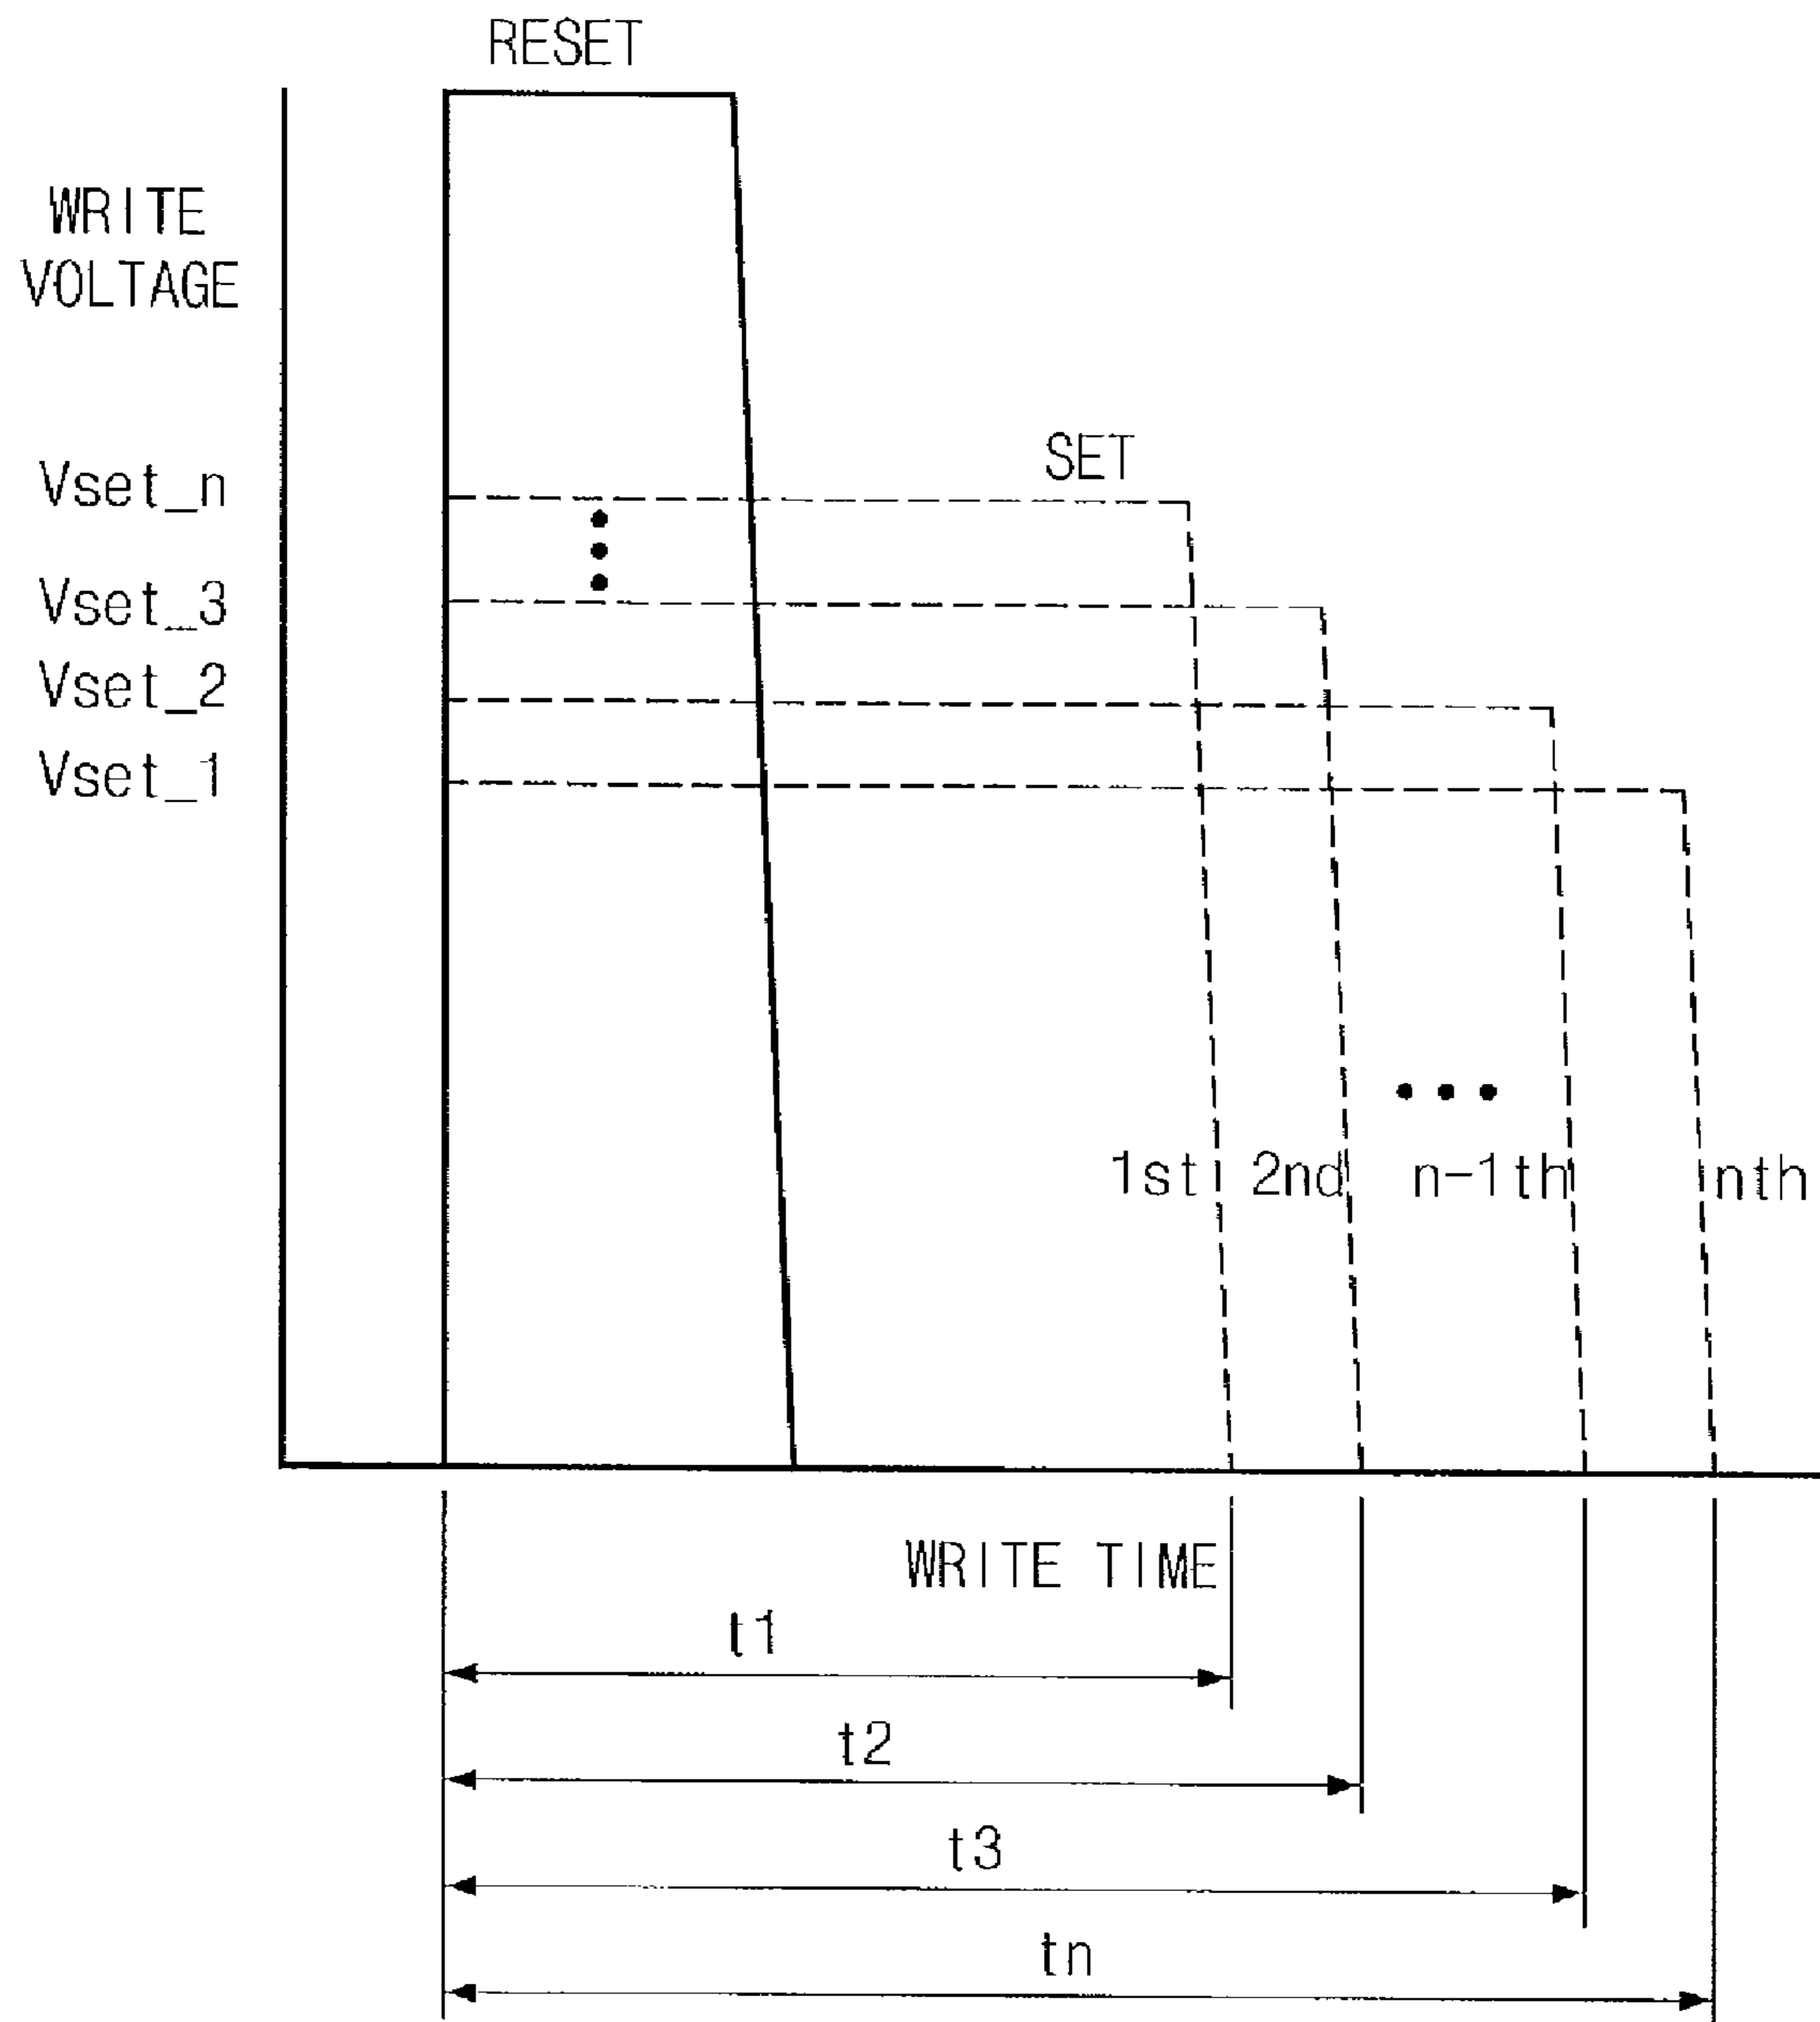 RESET
WRITE
VOLTAGE
SET
Vset_n
Vset_3
Vset_2
Vset_1
1st 2nd n-1th nth
WRITE TIME
t1
t2
t3
tn